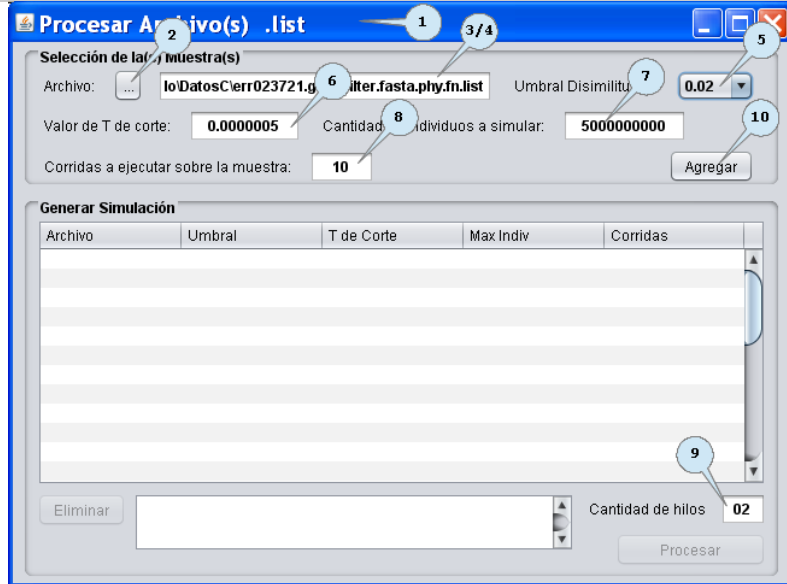 Procesar Ar hivo(s) .list
1
2
3/4
5
Selección de la(s) Muestra(s)
Archivo: ... lo\DatosC\err023721.g ilter.fasta.phy.fn.list Umbral Disimilitu 0.02
6
7
Valor de T de corte: 0.0000005 Cantidad ndividuos a simular: 5000000000
8
10
Corridas a ejecutar sobre la muestra: 10 Agregar
Generar Simulación
Archivo Umbral T de Corte Max Indiv Corridas
9
Eliminar Cantidad de hilos 02
Procesar